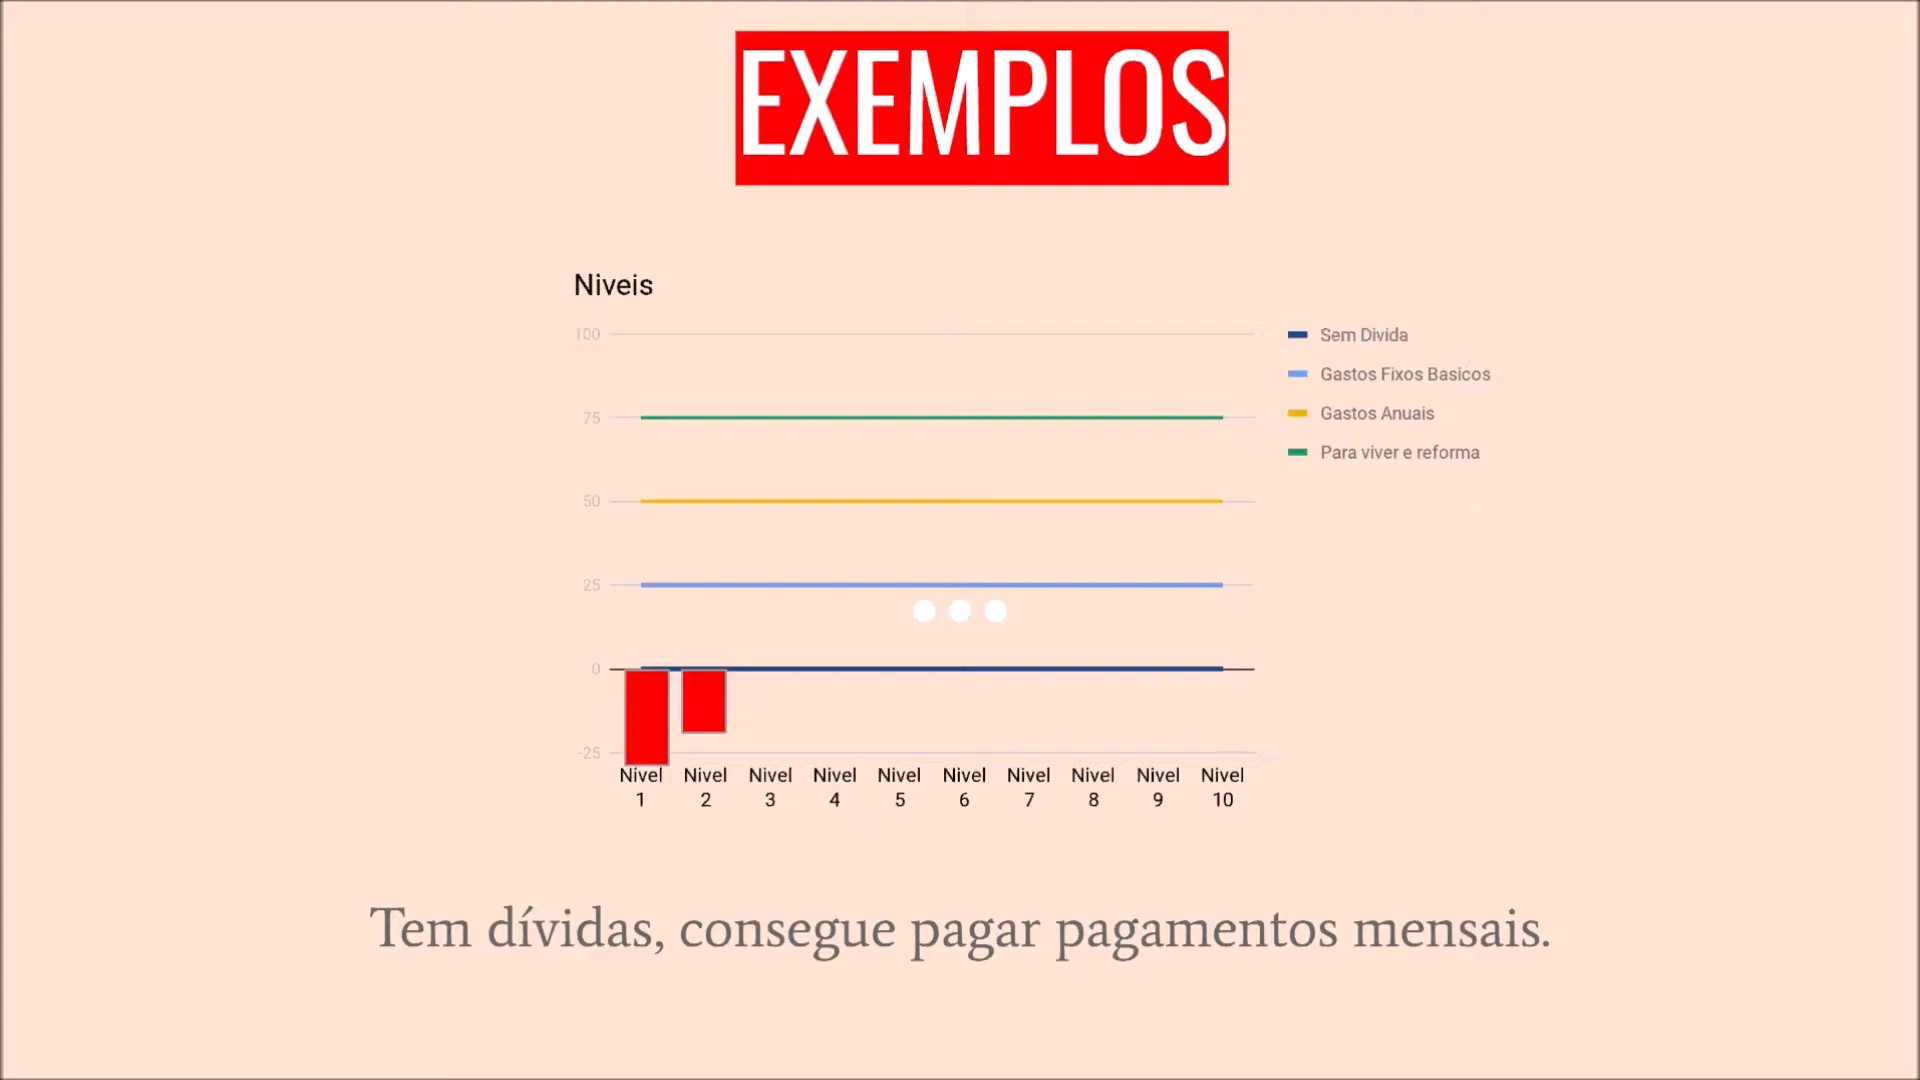 EXEMPLOS
Niveis
100
75
50
25
0
-25
Sem Divida
Gastos Fixos Basicos
Gastos Anuais
Para viver e reforma
Nivel 1
Nivel 2
Nivel 3
Nivel 4
Nivel 5
Nivel 6
Nivel 7
Nivel 8
Nivel 9
Nivel 10
Tem dívidas, consegue pagar pagamentos mensais.